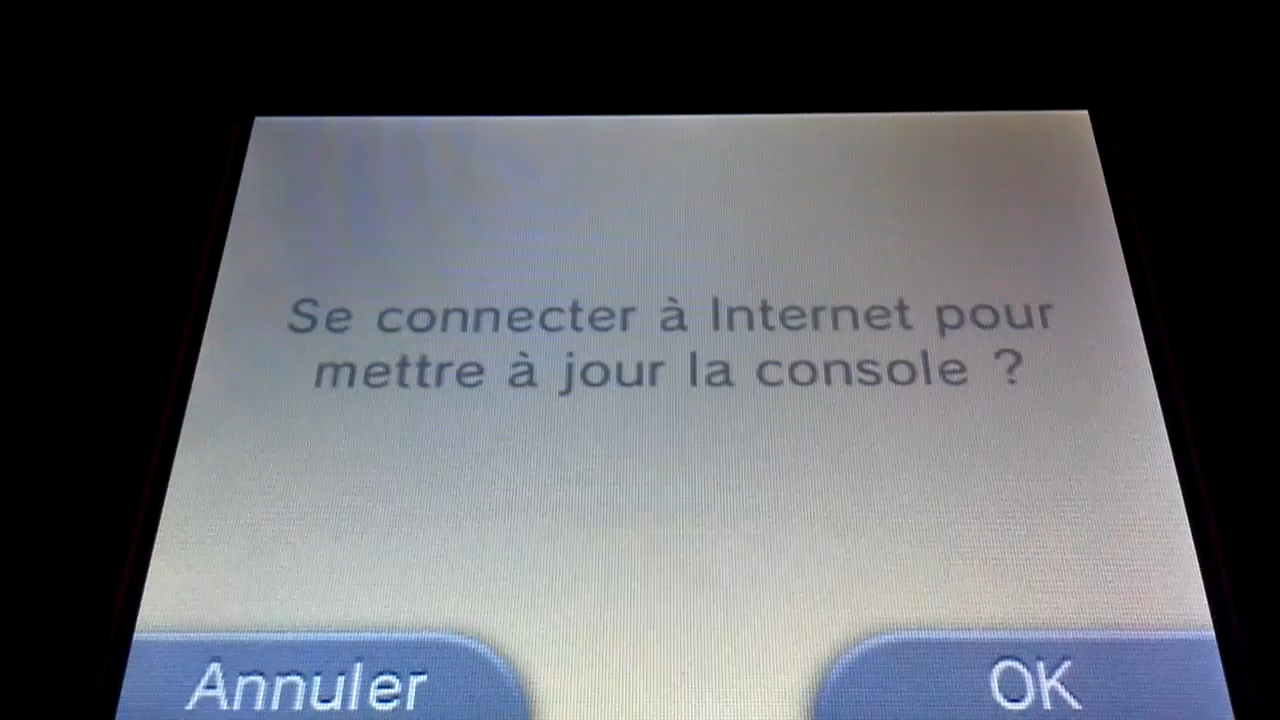 Se connecter à Internet pour
mettre à jour la console ?
Annuler
OK